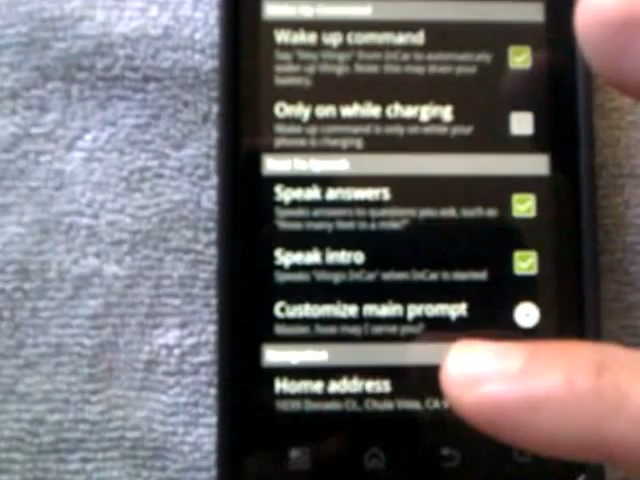 Wake up Command
Wake up command
Say "Hey Vlingo" from InCar to automatically
wake up Vlingo. Note: this may drain your
battery.
Only on while charging
Wake up command is only on while your
phone is charging.
Text To Speech
Speak answers
Speaks answers to questions you ask, such as
"How many feet in a mile?"
Speak intro
Speaks "Vlingo InCar" when InCar is started
Customize main prompt
Master, how may I serve you?
Navigation
Home address
Chula Vista, CA